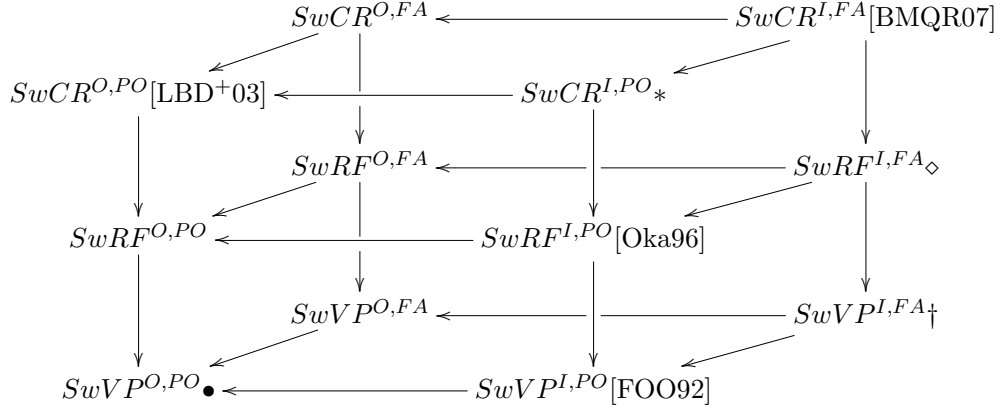 SwCR^{O,FA} SwCR^{I,FA}[BMQR07]
SwCR^{O,PO}[LBD^+03] SwCR^{I,PO}∗
SwRF^{O,FA} SwRF^{I,FA}◇
SwRF^{O,PO} SwRF^{I,PO}[Oka96]
SwVP^{O,FA} SwVP^{I,FA}†
SwVP^{O,PO}• SwVP^{I,PO}[FOO92]